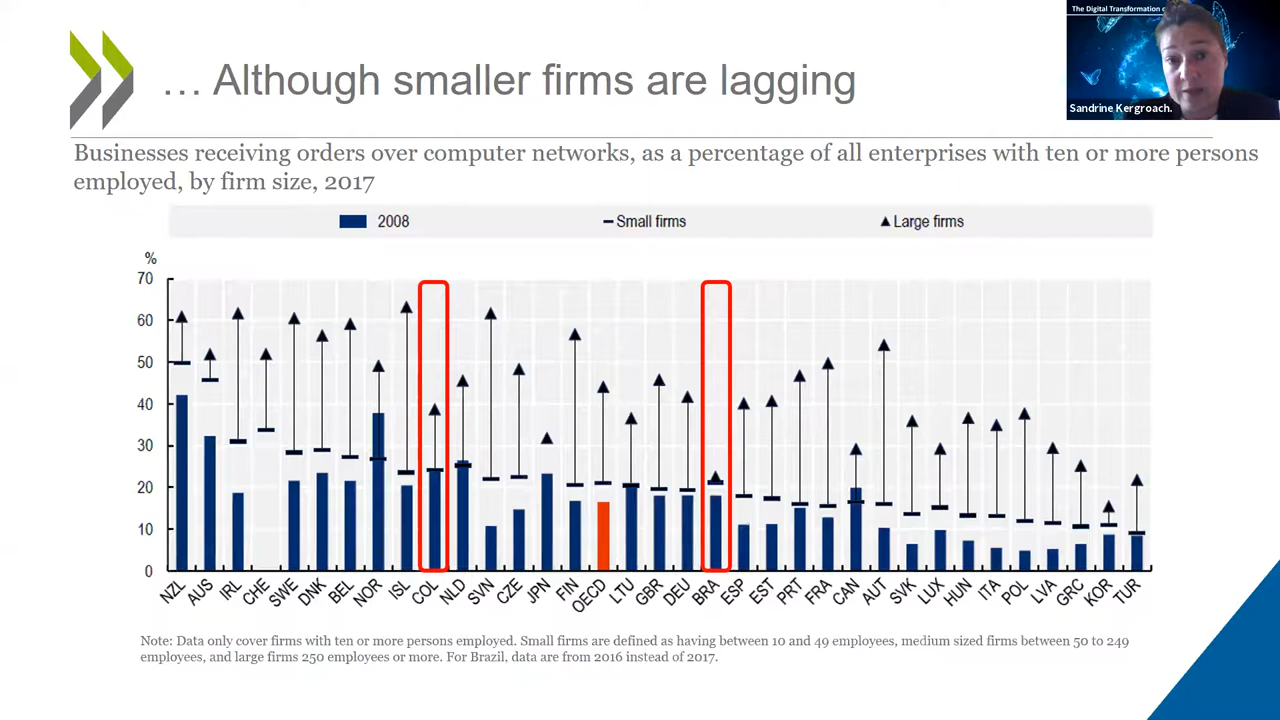 The Digital Transformation o
Sandrine Kergroach.
… Although smaller firms are lagging
Businesses receiving orders over computer networks, as a percentage of all enterprises with ten or more persons
employed, by firm size, 2017
2008 Small firms Large firms
%
70
60
50
40
30
20
10
0
NZL AUS IRL CHE SWE DNK BEL NOR ISL COL NLD SVN CZE JPN FIN OECD LTU GBR DEU BRA ESP EST PRT FRA CAN AUT SVK LUX HUN ITA POL LVA GRC KOR TUR
Note: Data only cover firms with ten or more persons employed. Small firms are defined as having between 10 and 49 employees, medium sized firms between 50 to 249
employees, and large firms 250 employees or more. For Brazil, data are from 2016 instead of 2017.